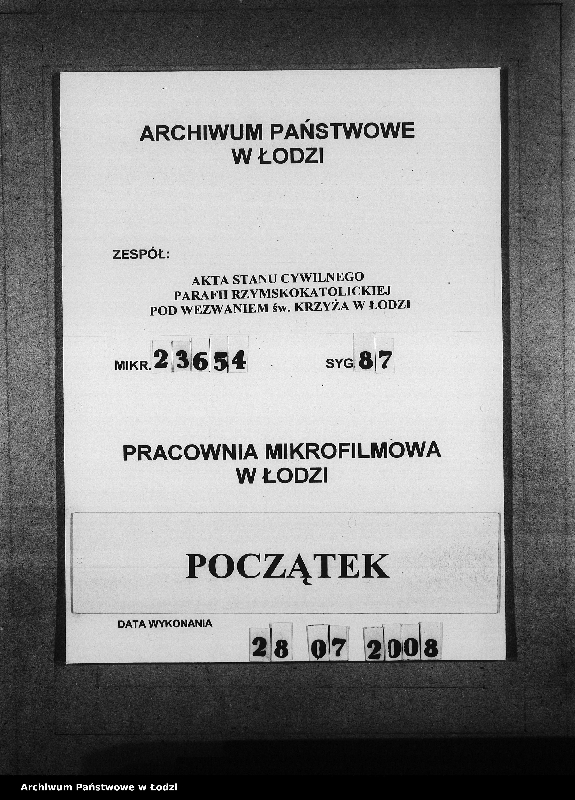 ARCHIWUM PAŃSTWOWE
W ŁODZI
ZESPÓŁ:
AKTA STANU CYWILNEGO
PARAFII RZYMSKOKATOLICKIEJ
POD WEZWANIEM św. KRZYŻA W ŁODZI
MIKR. 23654 SYG 87
PRACOWNIA MIKROFILMOWA
W ŁODZI
POCZĄTEK
DATA WYKONANIA
28 07 2008
Archiwum Państwowe w Łodzi